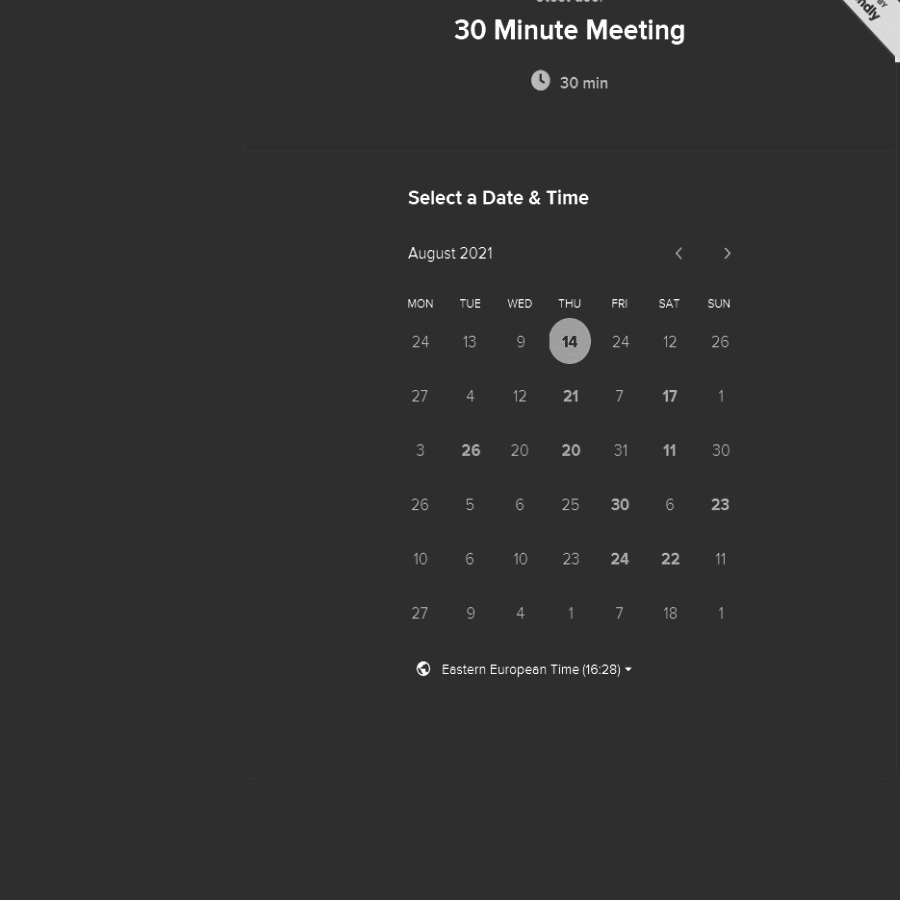 30 Minute Meeting
30 min
Select a Date & Time
August 2021
MON TUE WED THU FRI SAT SUN
24 13 9 14 24 12 26
27 4 12 21 7 17 1
3 26 20 20 31 11 30
26 5 6 25 30 6 23
10 6 10 23 24 22 11
27 9 4 1 7 18 1
Eastern European Time (16:28)